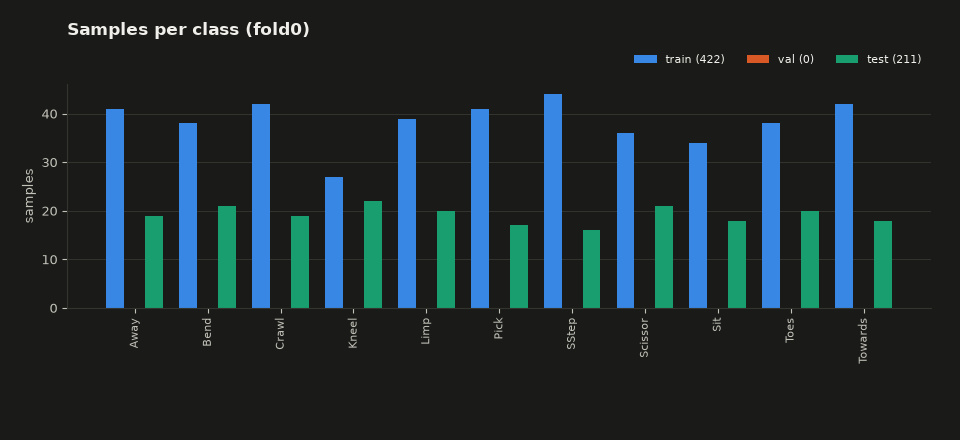 Samples per class (fold0)
train (422) val (0) test (211)
samples
40
30
20
10
0
Away Bend Crawl Kneel Limp Pick SStep Scissor Sit Toes Towards